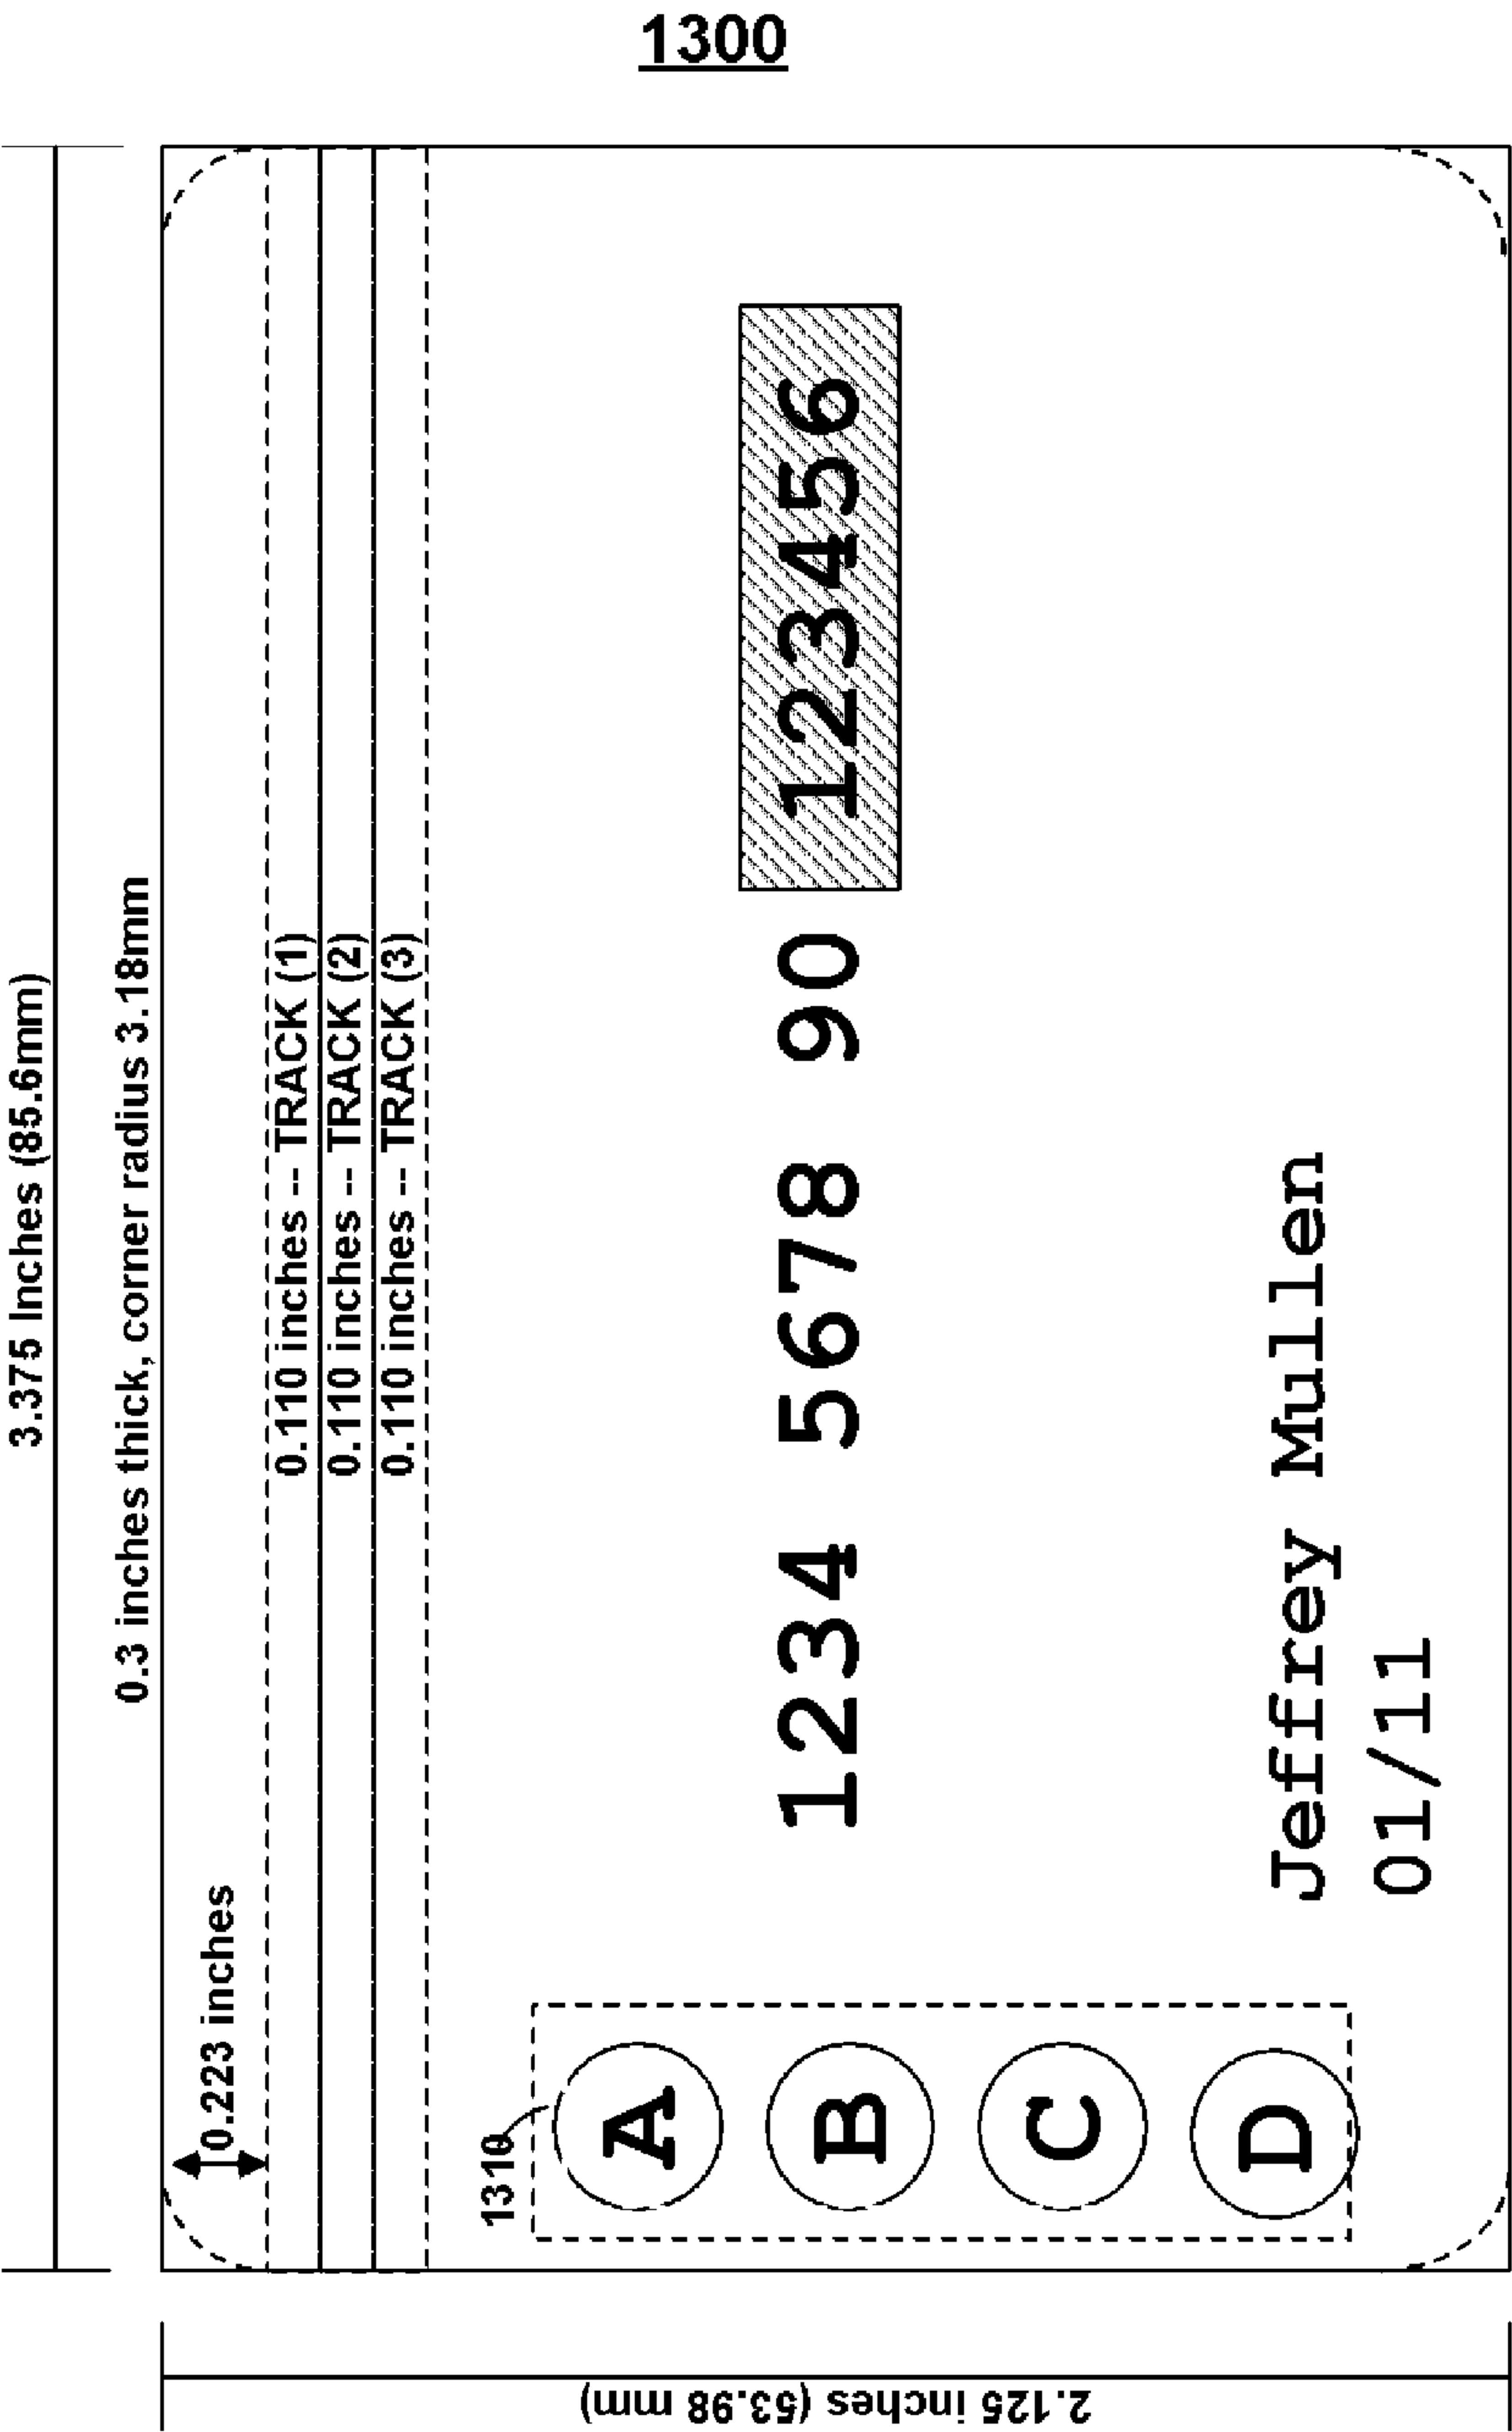 1300
3.375 Inches (85.6mm)
0.3 inches thick, corner radius 3.18mm
0.223 inches
0.110 inches -- TRACK (1)
0.110 inches -- TRACK (2)
0.110 inches -- TRACK (3)
2.125 inches (53.98 mm)
1310
A
B
C
D
1234 5678 90 123456
Jeffrey Mullen
01/11